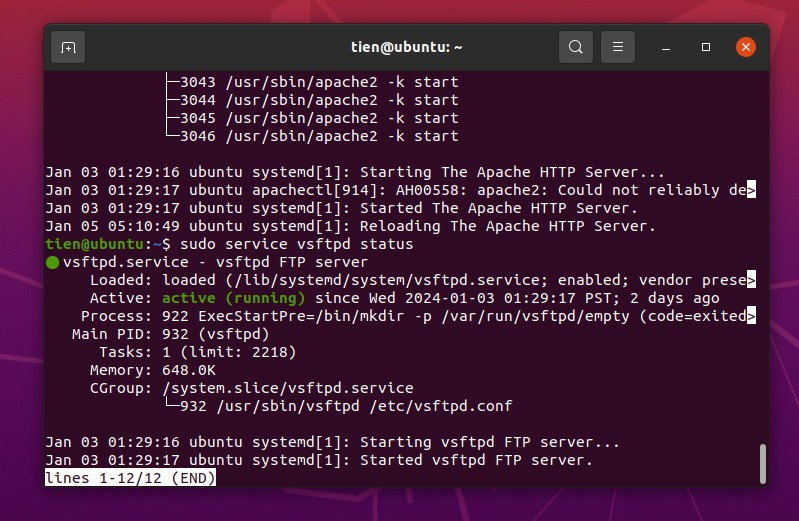 tien@ubuntu: ~
├─3043 /usr/sbin/apache2 -k start
├─3044 /usr/sbin/apache2 -k start
├─3045 /usr/sbin/apache2 -k start
└─3046 /usr/sbin/apache2 -k start
Jan 03 01:29:16 ubuntu systemd[1]: Starting The Apache HTTP Server...
Jan 03 01:29:17 ubuntu apachectl[914]: AH00558: apache2: Could not reliably de>
Jan 03 01:29:17 ubuntu systemd[1]: Started The Apache HTTP Server.
Jan 05 05:10:49 ubuntu systemd[1]: Reloading The Apache HTTP Server.
tien@ubuntu:~$ sudo service vsftpd status
● vsftpd.service - vsftpd FTP server
Loaded: loaded (/lib/systemd/system/vsftpd.service; enabled; vendor prese>
Active: active (running) since Wed 2024-01-03 01:29:17 PST; 2 days ago
Process: 922 ExecStartPre=/bin/mkdir -p /var/run/vsftpd/empty (code=exited>
Main PID: 932 (vsftpd)
Tasks: 1 (limit: 2218)
Memory: 648.0K
CGroup: /system.slice/vsftpd.service
└─932 /usr/sbin/vsftpd /etc/vsftpd.conf
Jan 03 01:29:16 ubuntu systemd[1]: Starting vsftpd FTP server...
Jan 03 01:29:17 ubuntu systemd[1]: Started vsftpd FTP server.
lines 1-12/12 (END)